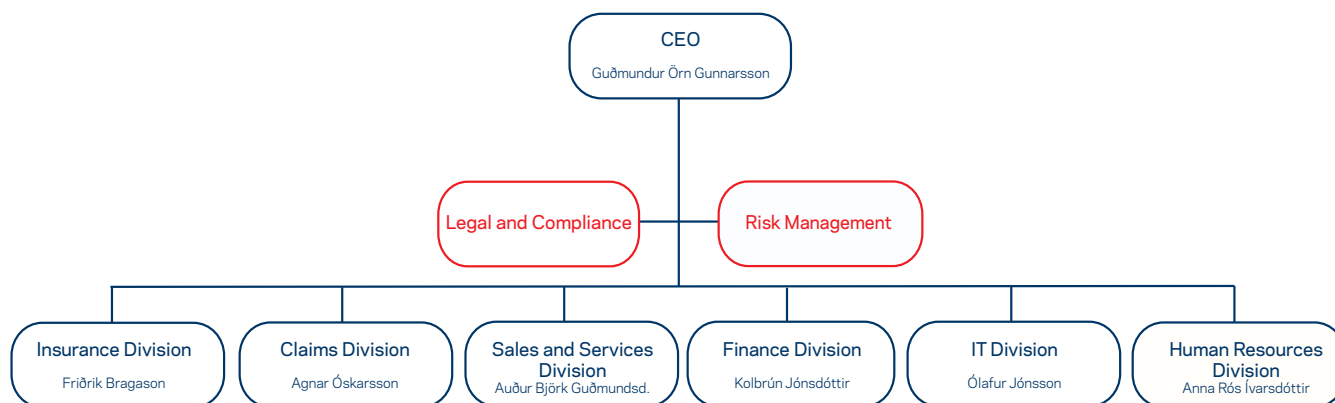 CEO
Guðmundur Örn Gunnarsson
Legal and Compliance
Risk Management
Insurance Division
Friðrik Bragason
Claims Division
Agnar Óskarsson
Sales and Services
Division
Auður Björk Guðmundsd.
Finance Division
Kolbrún Jónsdóttir
IT Division
Ólafur Jónsson
Human Resources
Division
Anna Rós Ívarsdóttir